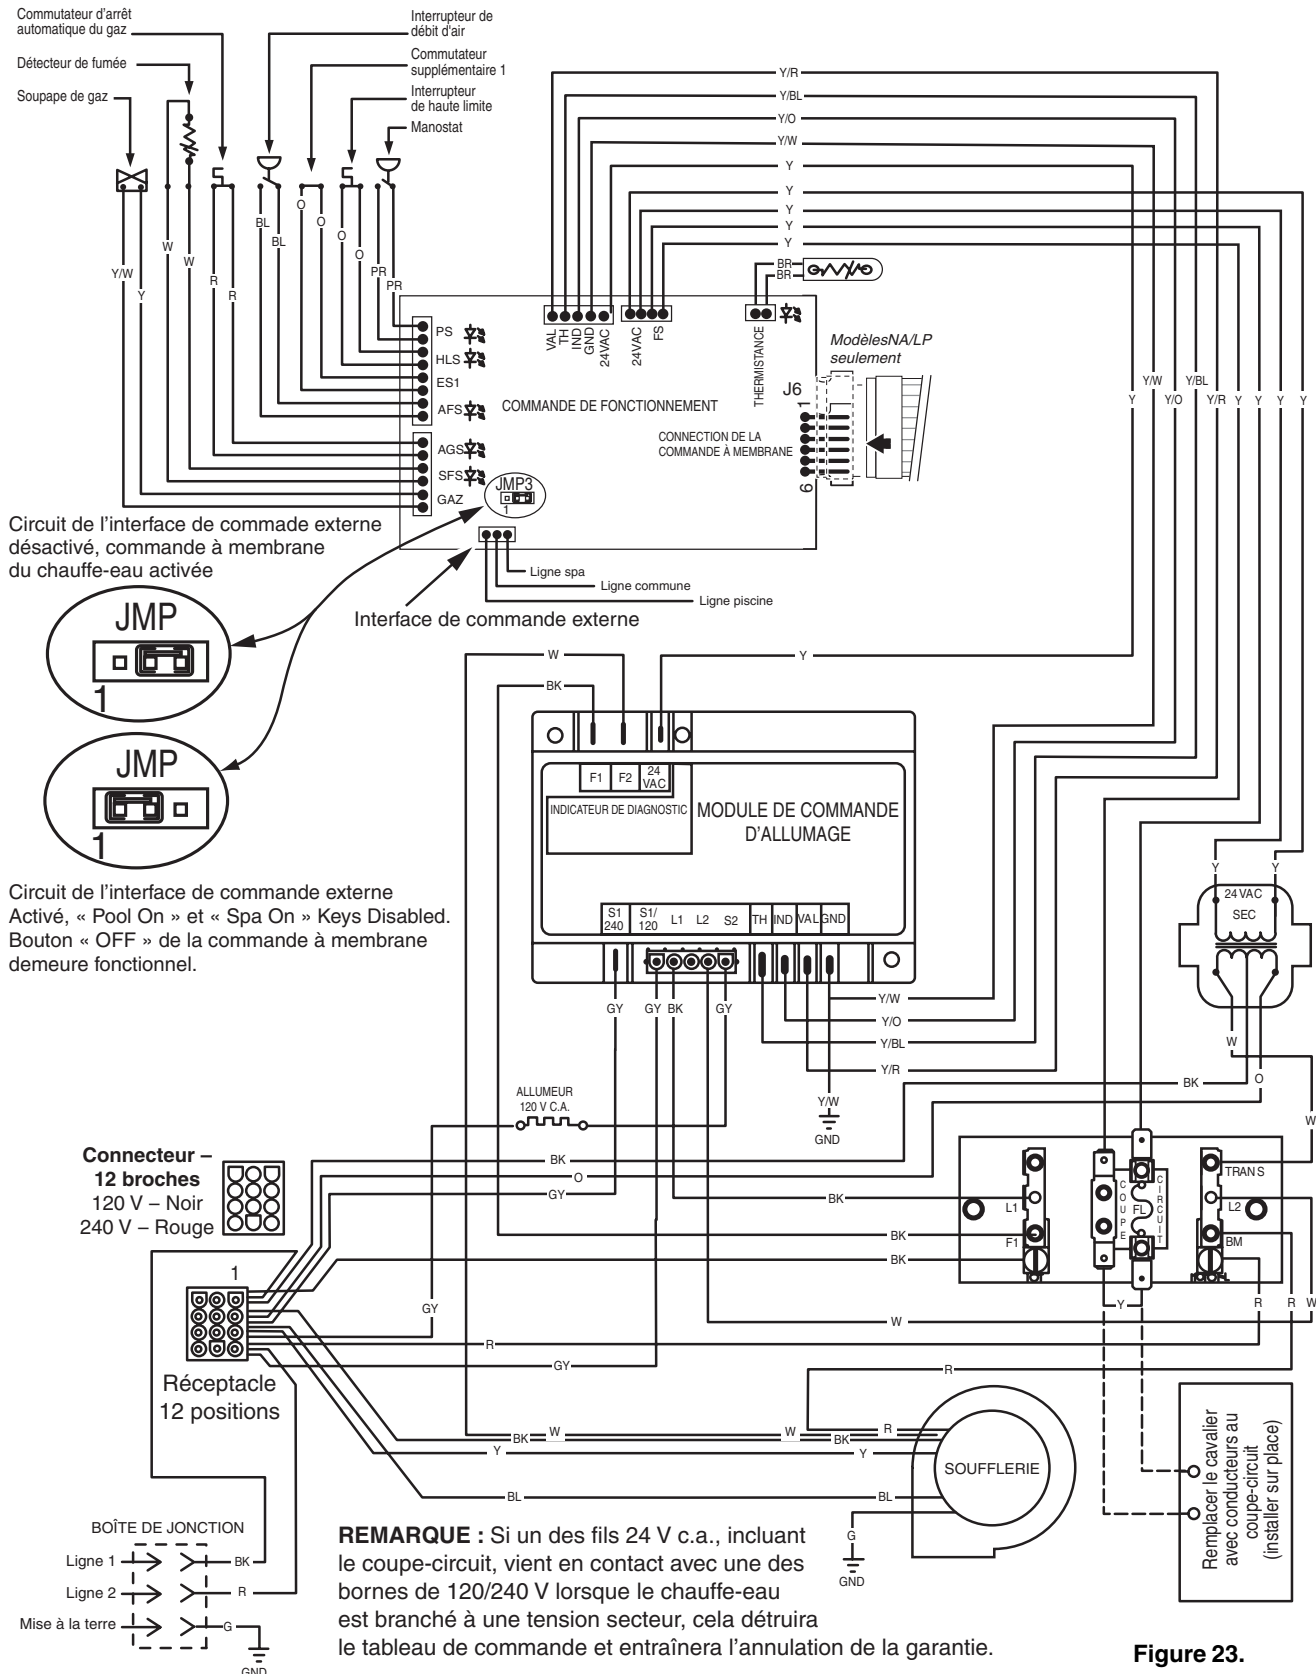 Commutateur d'arrêt
automatique du gaz
Détecteur de fumée
Soupape de gaz
Interrupteur de
débit d'air
Commutateur
supplémentaire 1
Interrupteur
de haute limite
Manostat
Y/R
Y/BL
Y/O
Y/W
Y
Y
Y
Y
Y
BR
BR
Y/W
Y
W
W
R
R
BL
BL
O
O
O
O
PR
PR
PS
HLS
ES1
AFS
AGS
SFS
GAZ
VAL
TH
IND
GND
24VAC
24VAC
FS
THERMISTANCE
COMMANDE DE FONCTIONNEMENT
ModèlesNA/LP
seulement
J6
1
6
CONNECTION DE LA
COMMANDE À MEMBRANE
JMP3
1
Y/W
Y/BL
Y
Y/O
Y/R
Y
Y
Y
Y
Circuit de l'interface de commade externe
désactivé, commande à membrane
du chauffe-eau activée
Ligne spa
Ligne commune
Ligne piscine
Interface de commande externe
JMP
1
JMP
1
Circuit de l'interface de commande externe
Activé, « Pool On » et « Spa On » Keys Disabled.
Bouton « OFF » de la commande à membrane
demeure fonctionnel.
W
BK
Y
F1
F2
24
VAC
INDICATEUR DE DIAGNOSTIC
MODULE DE COMMANDE
D'ALLUMAGE
S1
240
S1/
120
L1
L2
S2
TH
IND
VAL
GND
GY
GY
BK
GY
Y/W
Y/O
Y/BL
Y/R
Y/W
GND
Y
Y
24 VAC
SEC
W
BK
O
W
ALLUMEUR
120 V C.A.
Connecteur –
12 broches
120 V – Noir
240 V – Rouge
BK
O
GY
BK
BK
BK
L1
F1
COUPE
FL
CIRCUIT
TRANS
L2
BM
1
GY
Y
R
R
W
W
R
GY
R
Réceptacle
12 positions
BK
W
Y
W
BK
R
Y
BL
BL
SOUFFLERIE
G
GND
Remplacer le cavalier
avec conducteurs au
coupe-circuit
(installer sur place)
BOÎTE DE JONCTION
Ligne 1
BK
Ligne 2
R
Mise à la terre
G
GND
REMARQUE : Si un des fils 24 V c.a., incluant
le coupe-circuit, vient en contact avec une des
bornes de 120/240 V lorsque le chauffe-eau
est branché à une tension secteur, cela détruira
le tableau de commande et entraînera l'annulation de la garantie.
Figure 23.